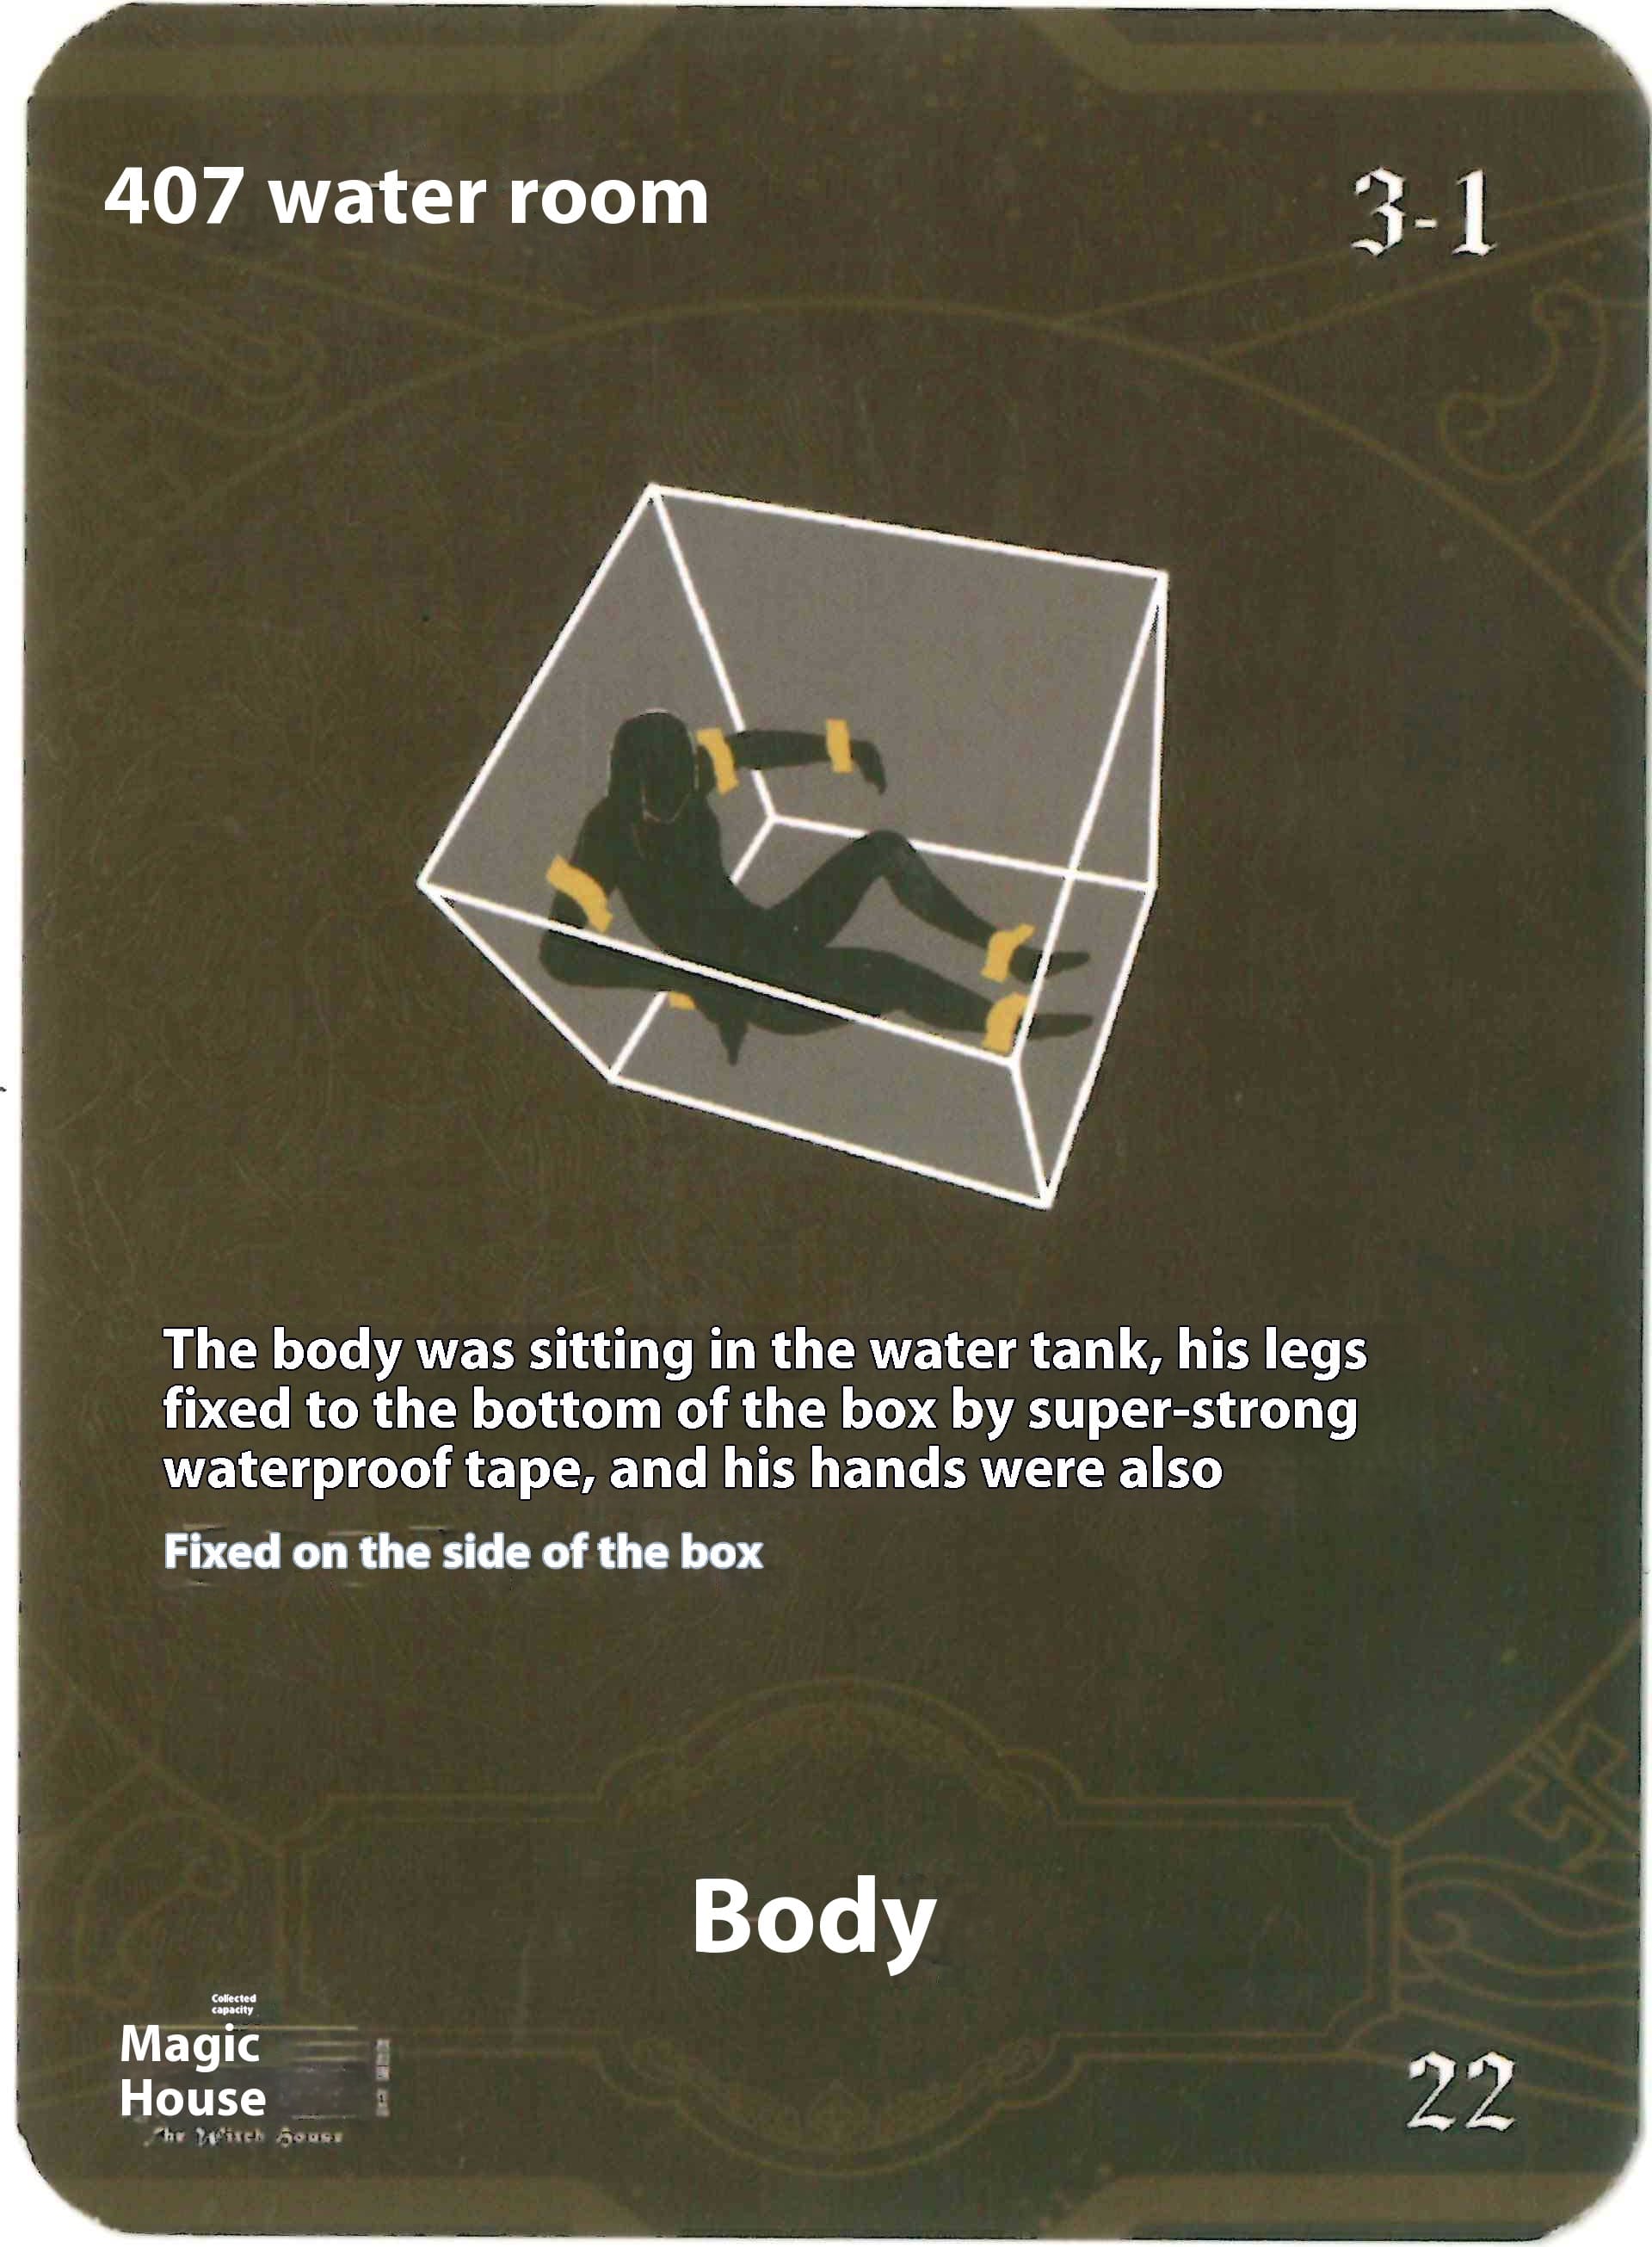 407 water room
3-1
The body was sitting in the water tank, his legs
fixed to the bottom of the box by super-strong
waterproof tape, and his hands were also
Fixed on the side of the box
Body
Collected
capacity
Magic
House
The Witch House
22